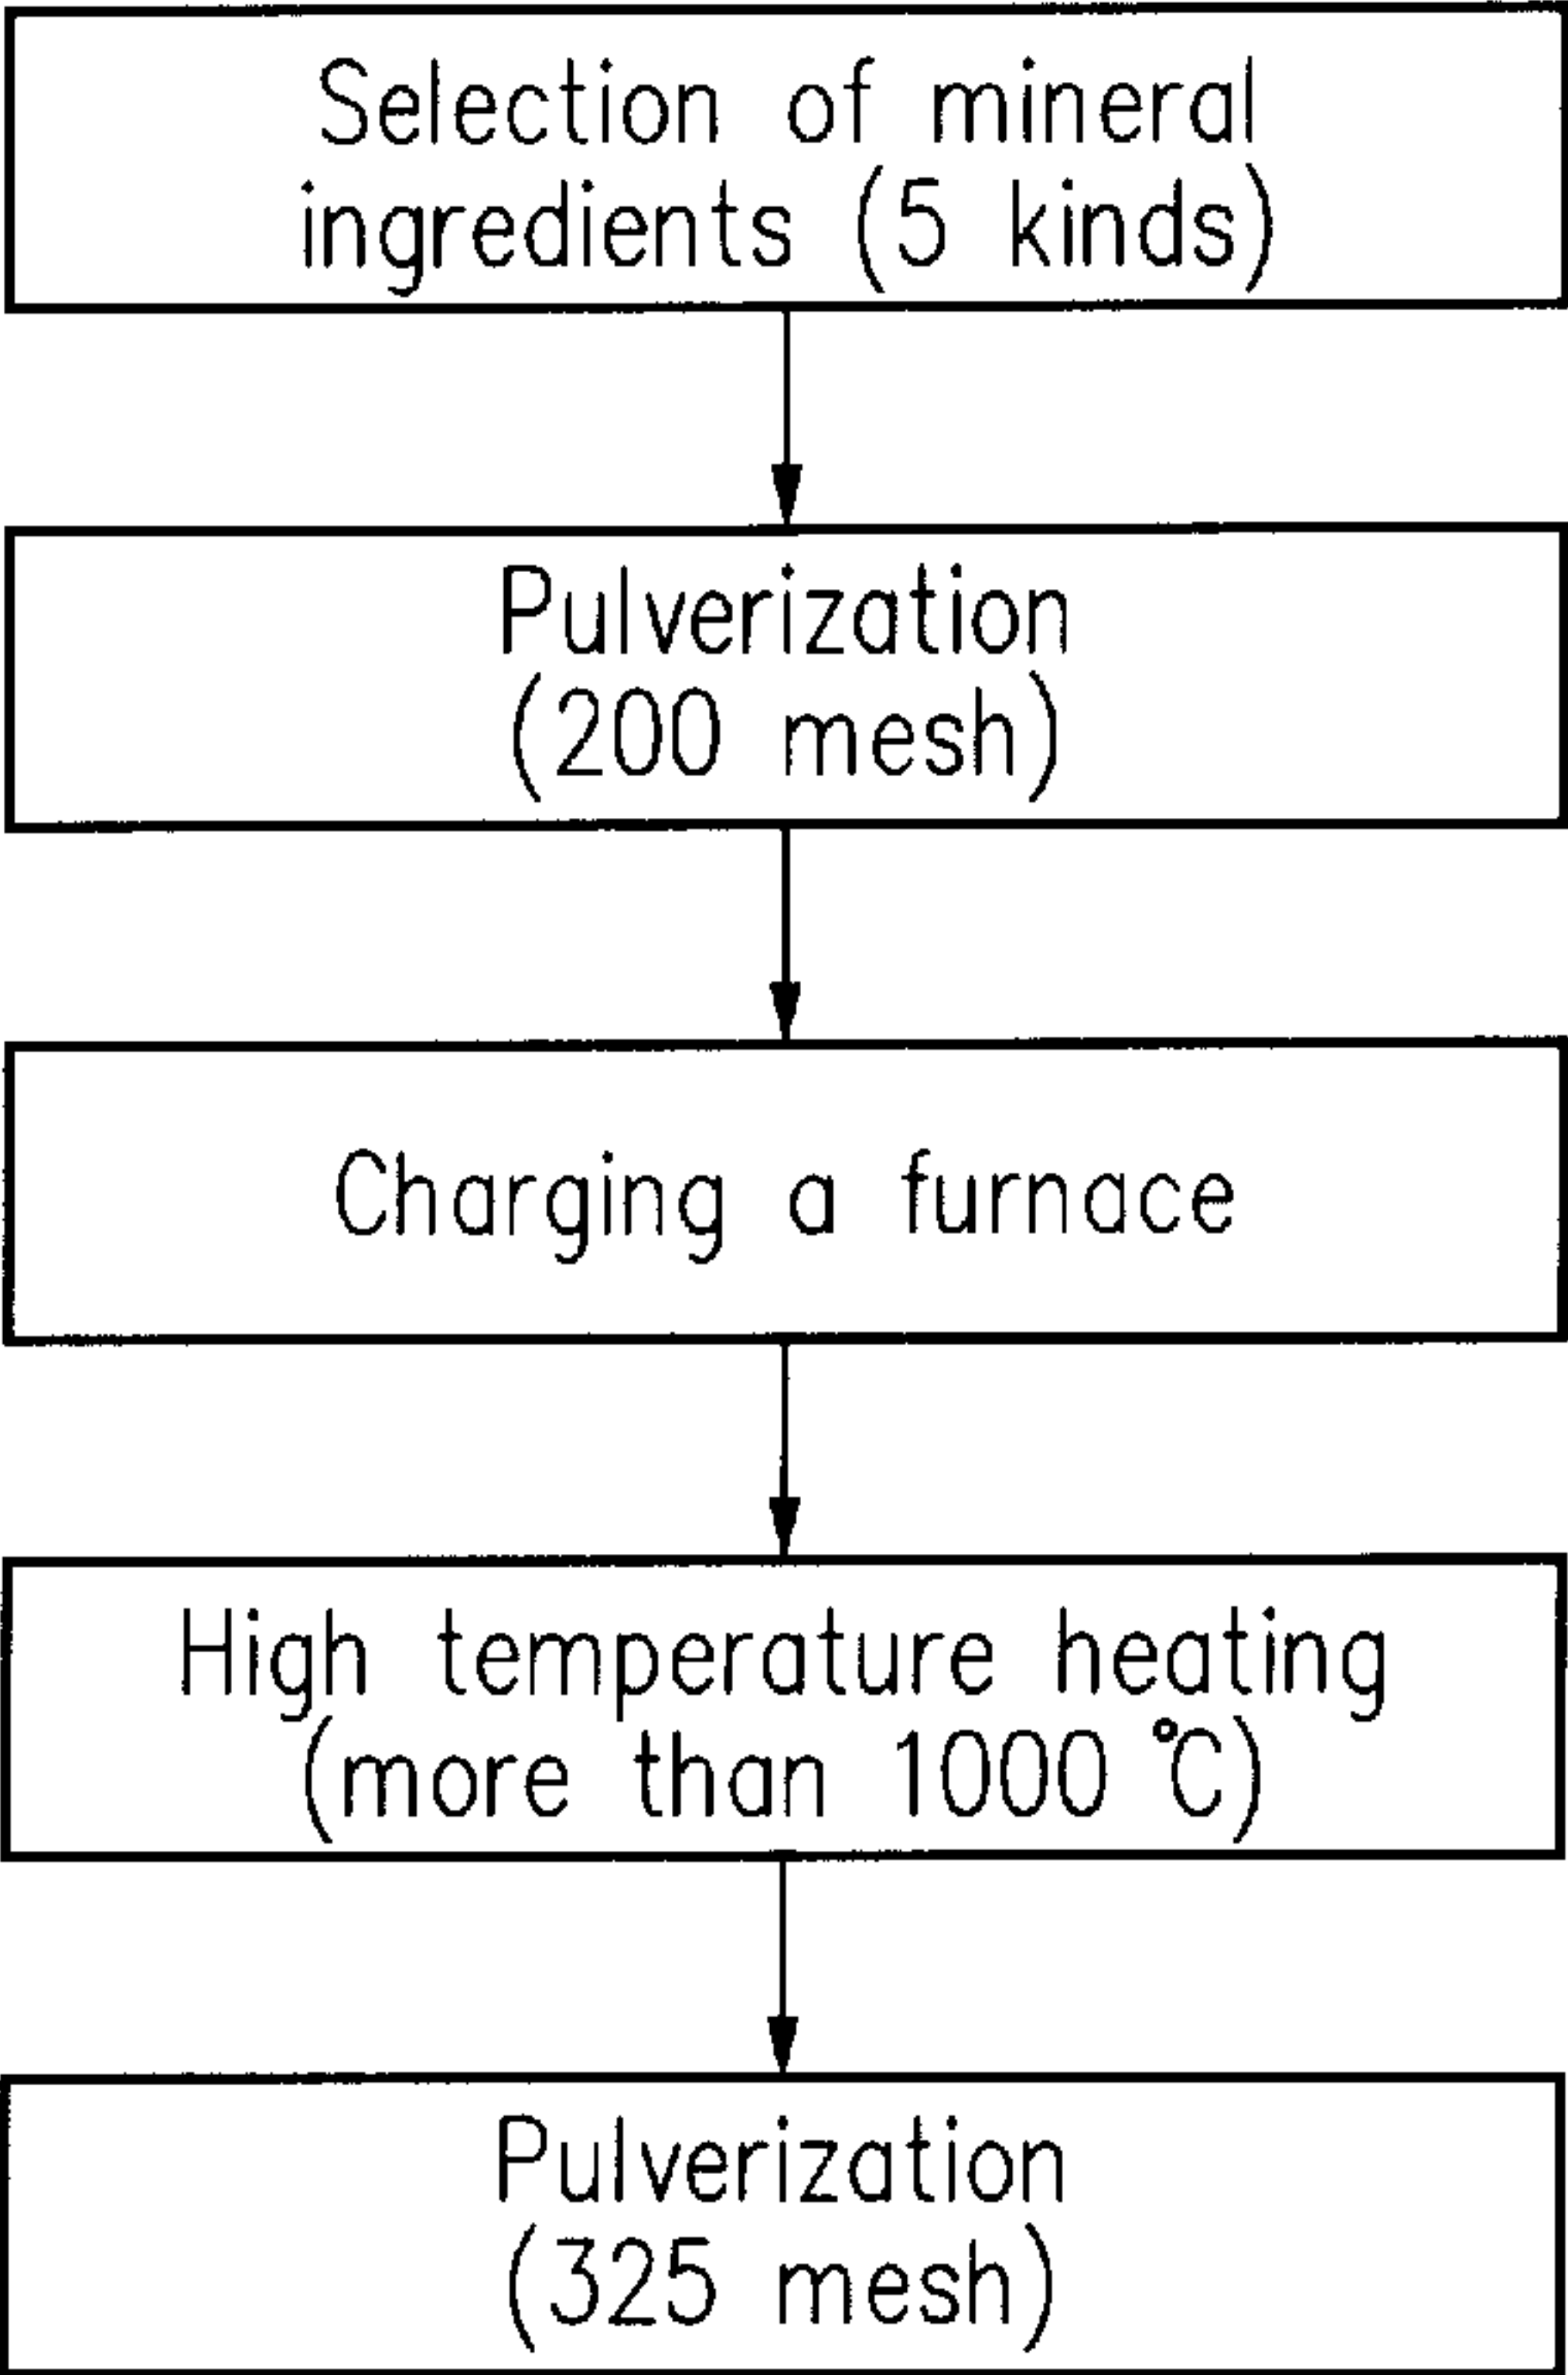 Selection of mineral
ingredients (5 kinds)
Pulverization
(200 mesh)
Charging a furnace
High temperature heating
(more than 1000 ℃)
Pulverization
(325 mesh)